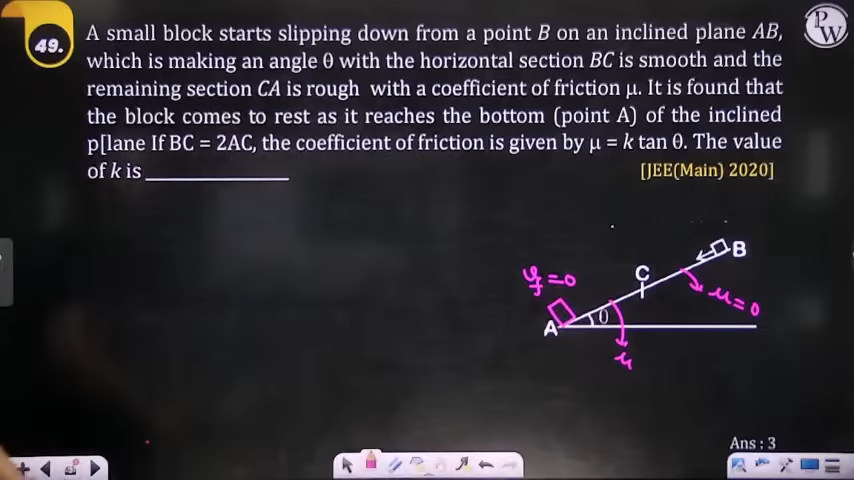 49.
A small block starts slipping down from a point B on an inclined plane AB,
which is making an angle θ with the horizontal section BC is smooth and the
remaining section CA is rough with a coefficient of friction μ. It is found that
the block comes to rest as it reaches the bottom (point A) of the inclined
p[lane If BC = 2AC, the coefficient of friction is given by μ = k tan θ. The value
of k is ______________
[JEE(Main) 2020]
PW
B
C
vf = 0
μ = 0
A
θ
μ
Ans : 3